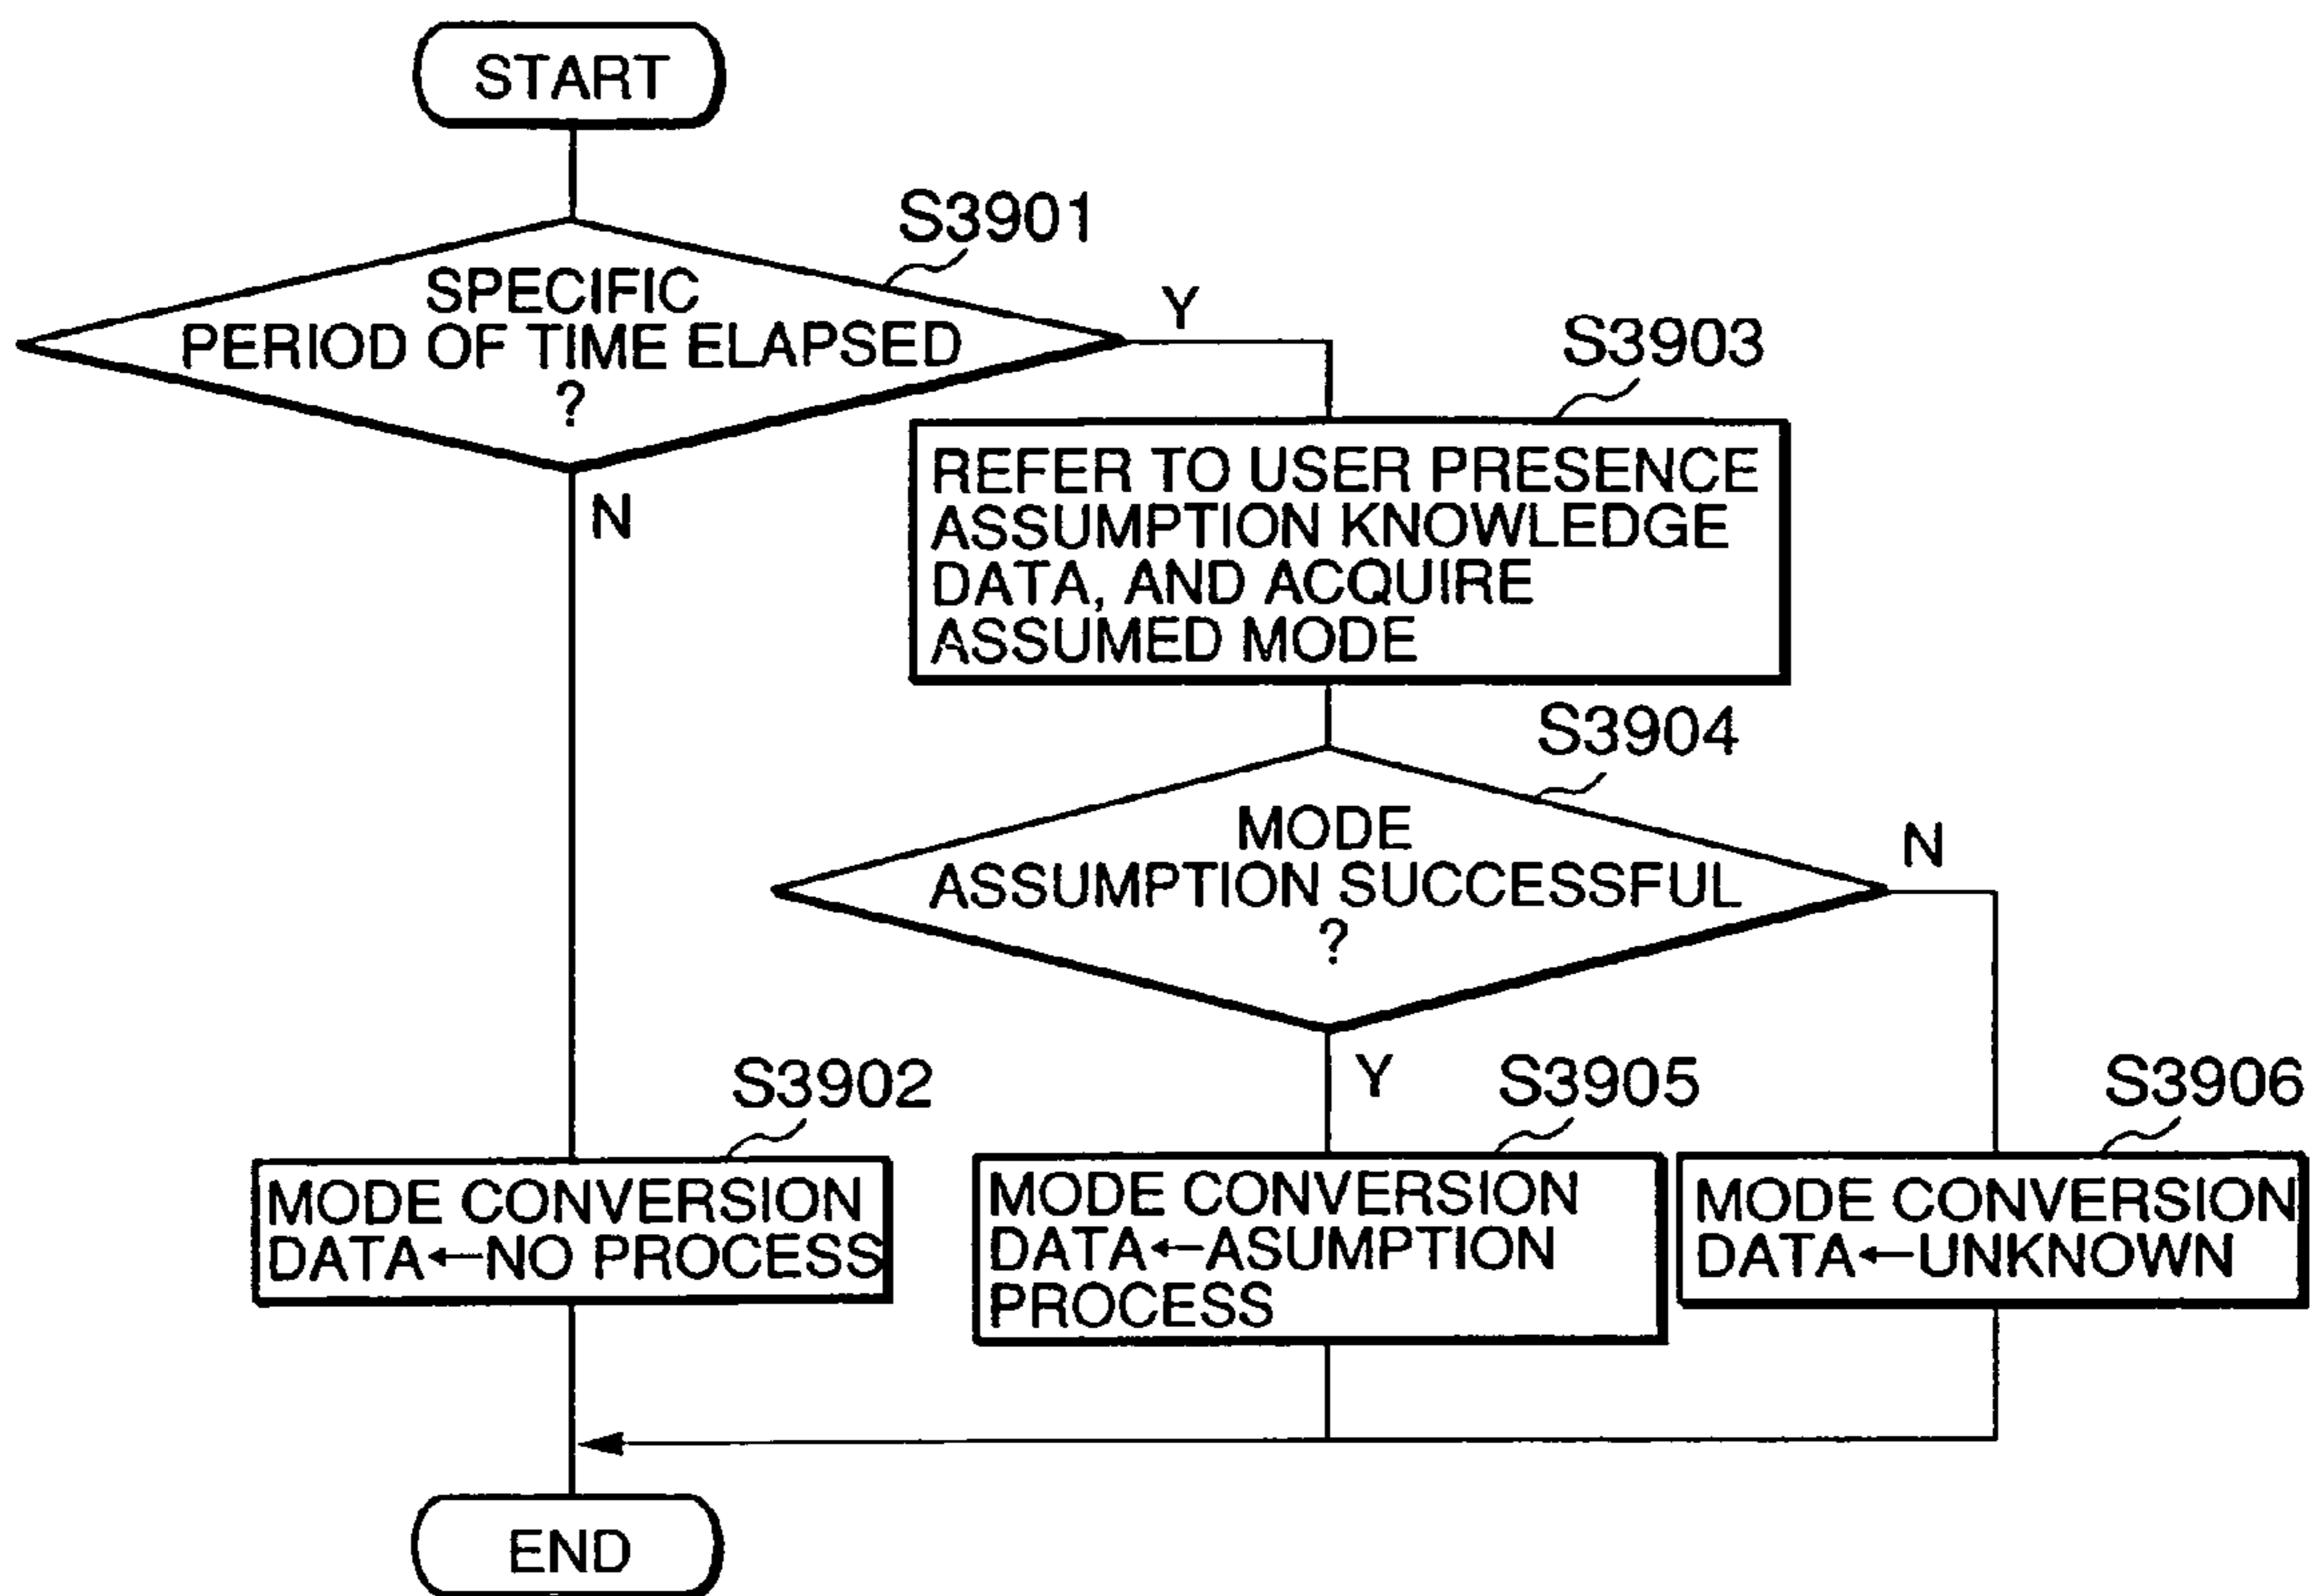 START
S3901
SPECIFIC
PERIOD OF TIME ELAPSED
?
Y
N
S3903
REFER TO USER PRESENCE
ASSUMPTION KNOWLEDGE
DATA, AND ACQUIRE
ASSUMED MODE
S3904
MODE
ASSUMPTION SUCCESSFUL
?
N
Y
S3902
MODE CONVERSION
DATA←NO PROCESS
S3905
MODE CONVERSION
DATA←ASUMPTION
PROCESS
S3906
MODE CONVERSION
DATA←UNKNOWN
END